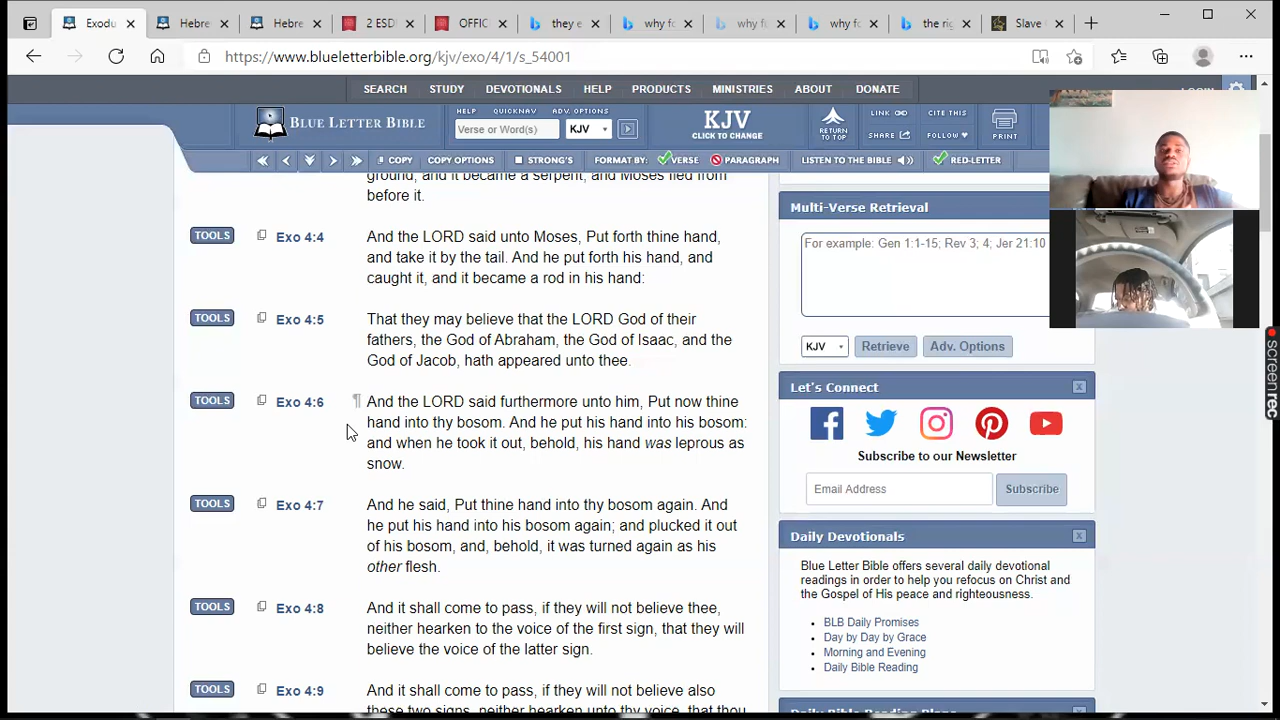 Exodu
Hebre
Hebre
2 ESD
OFFIC
they e
why fo
why fo
why fo
the rig
Slave
https://www.blueletterbible.org/kjv/exo/4/1/s_54001
SEARCH STUDY DEVOTIONALS HELP PRODUCTS MINISTRIES ABOUT DONATE
BLUE LETTER BIBLE
HELP QUICKNAV ADV. OPTIONS
Verse or Word(s) KJV
KJV
CLICK TO CHANGE
RETURN
TO TOP
LINK CITE THIS
SHARE FOLLOW
PRINT
COPY COPY OPTIONS STRONG'S FORMAT BY: VERSE PARAGRAPH LISTEN TO THE BIBLE RED-LETTER
ground, and it became a serpent; and Moses fled from
before it.
TOOLS Exo 4:4 And the LORD said unto Moses, Put forth thine hand,
and take it by the tail. And he put forth his hand, and
caught it, and it became a rod in his hand:
TOOLS Exo 4:5 That they may believe that the LORD God of their
fathers, the God of Abraham, the God of Isaac, and the
God of Jacob, hath appeared unto thee.
TOOLS Exo 4:6 ¶ And the LORD said furthermore unto him, Put now thine
hand into thy bosom. And he put his hand into his bosom:
and when he took it out, behold, his hand was leprous as
snow.
TOOLS Exo 4:7 And he said, Put thine hand into thy bosom again. And
he put his hand into his bosom again; and plucked it out
of his bosom, and, behold, it was turned again as his
other flesh.
TOOLS Exo 4:8 And it shall come to pass, if they will not believe thee,
neither hearken to the voice of the first sign, that they will
believe the voice of the latter sign.
TOOLS Exo 4:9 And it shall come to pass, if they will not believe also
these two signs, neither hearken unto thy voice, that thou
Multi-Verse Retrieval
For example: Gen 1:1-15; Rev 3; 4; Jer 21:10
KJV Retrieve Adv. Options
Let's Connect
Subscribe to our Newsletter
Email Address Subscribe
Daily Devotionals
Blue Letter Bible offers several daily devotional
readings in order to help you refocus on Christ and
the Gospel of His peace and righteousness.
BLB Daily Promises
Day by Day by Grace
Morning and Evening
Daily Bible Reading
Daily Bible Reading Plans
screenrec